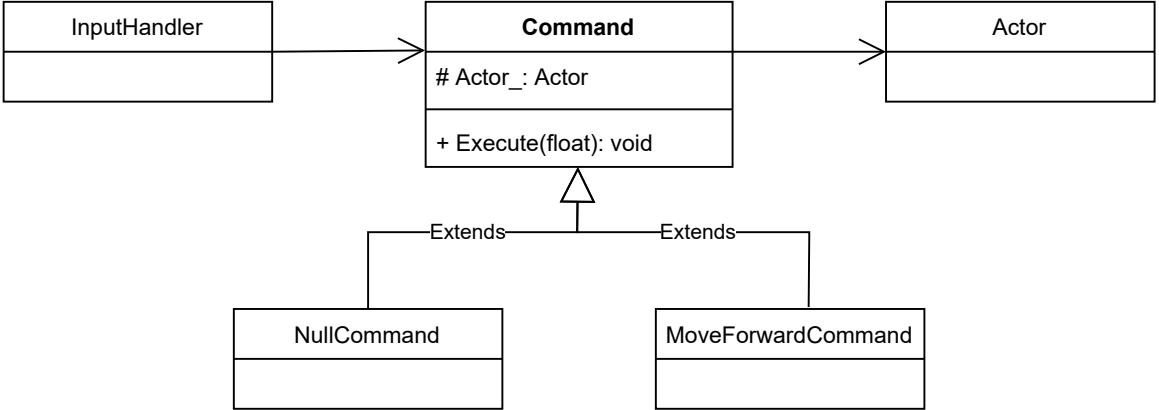 InputHandler
Command
Actor
# Actor_: Actor
+ Execute(float): void
Extends
Extends
NullCommand
MoveForwardCommand